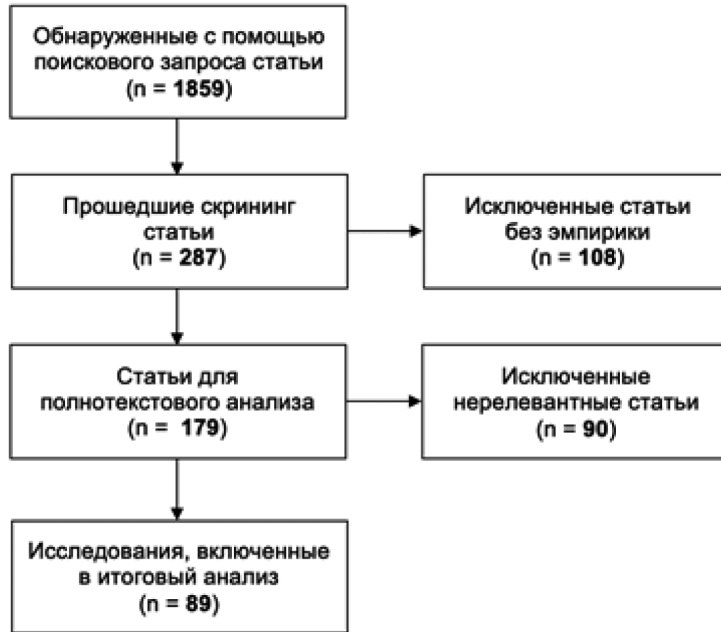 Обнаруженные с помощью
поискового запроса статьи
(n = 1859)
Прошедшие скрининг
статьи
(n = 287)
Исключенные статьи
без эмпирики
(n = 108)
Статьи для
полнотекстового анализа
(n = 179)
Исключенные
нерелевантные статьи
(n = 90)
Исследования, включенные
в итоговый анализ
(n = 89)